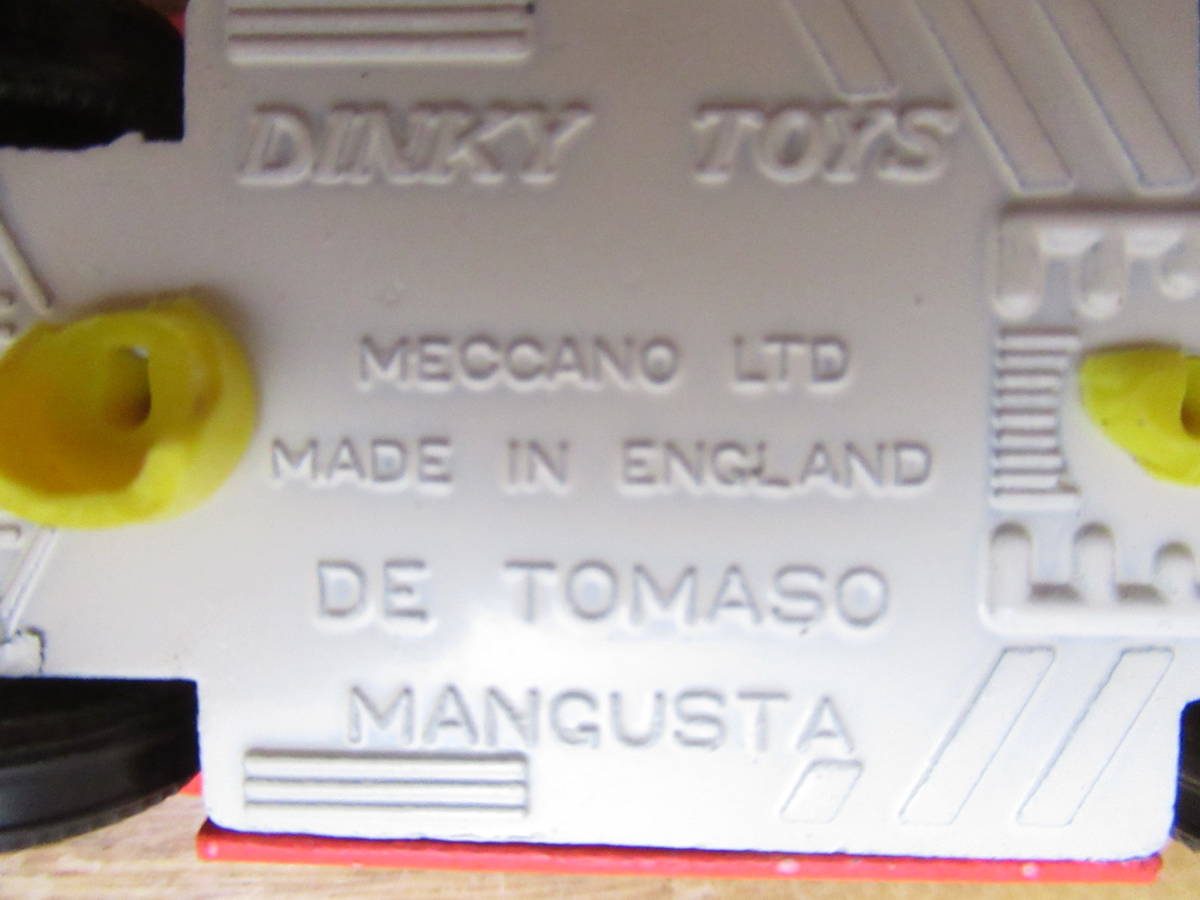 DINKY TOYS
MECCANO LTD
MADE IN ENGLAND
DE TOMASO
MANGUSTA